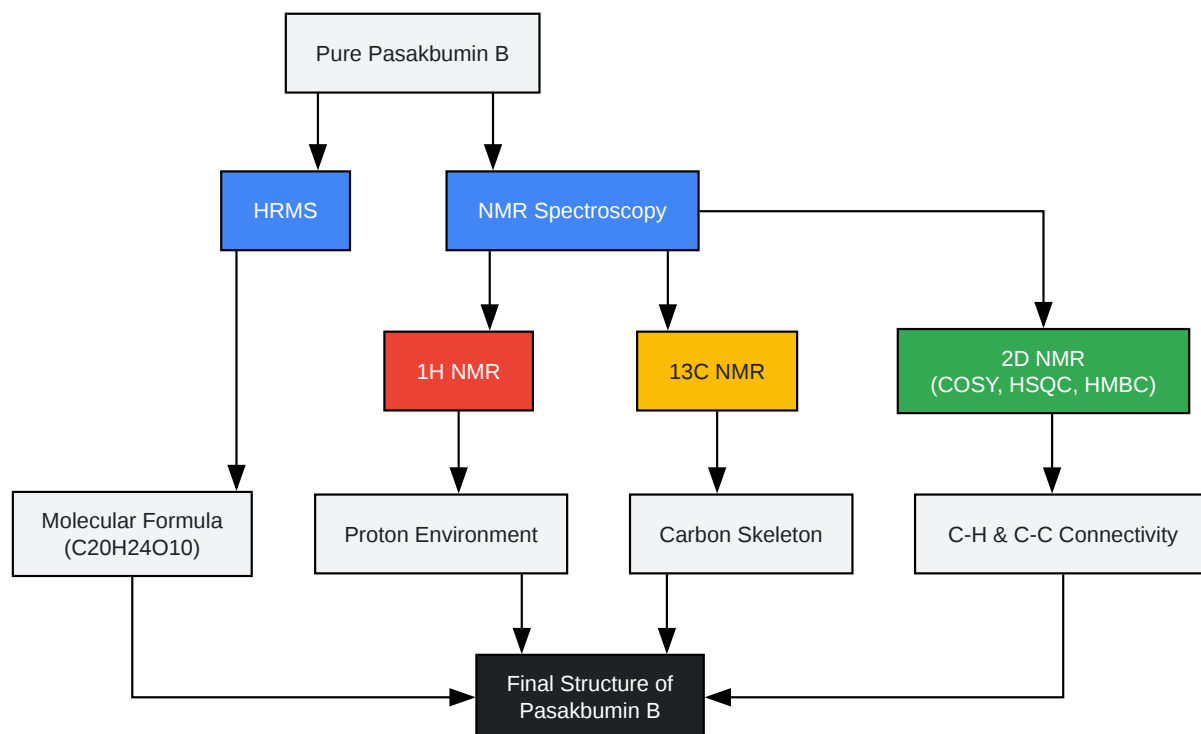 Pure Pasakbumin B
HRMS
NMR Spectroscopy
1H NMR
13C NMR
2D NMR
(COSY, HSQC, HMBC)
Molecular Formula
(C20H24O10)
Proton Environment
Carbon Skeleton
C-H & C-C Connectivity
Final Structure of
Pasakbumin B